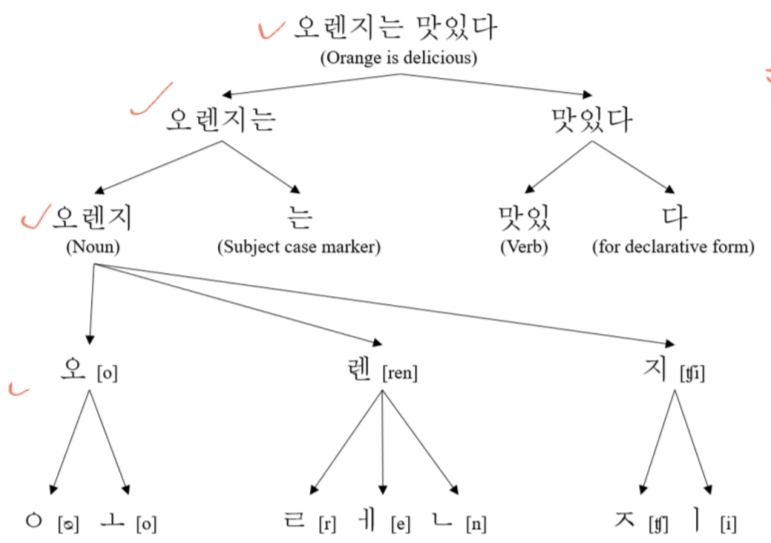 오렌지는 맛있다
(Orange is delicious)
오렌지는 맛있다
오렌지 는 맛있 다
(Noun) (Subject case marker) (Verb) (for declarative form)
오 [o] 렌 [ren] 지 [ʧi]
ㅇ [ᴓ] ㅗ [o] ㄹ [r] ㅔ [e] ㄴ [n] ㅈ [ʧ] ㅣ [i]